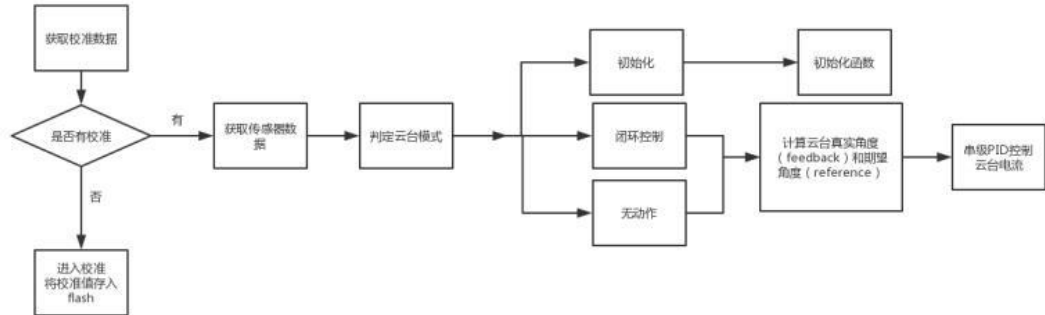 获取校准数据
是否有校准
有
否
进入校准
将校准值存入
flash
获取传感器数
据
判定云台模式
初始化
初始化函数
闭环控制
无动作
计算云台真实角度
（feedback）和期望
角度（reference）
串级PID控制
云台电流